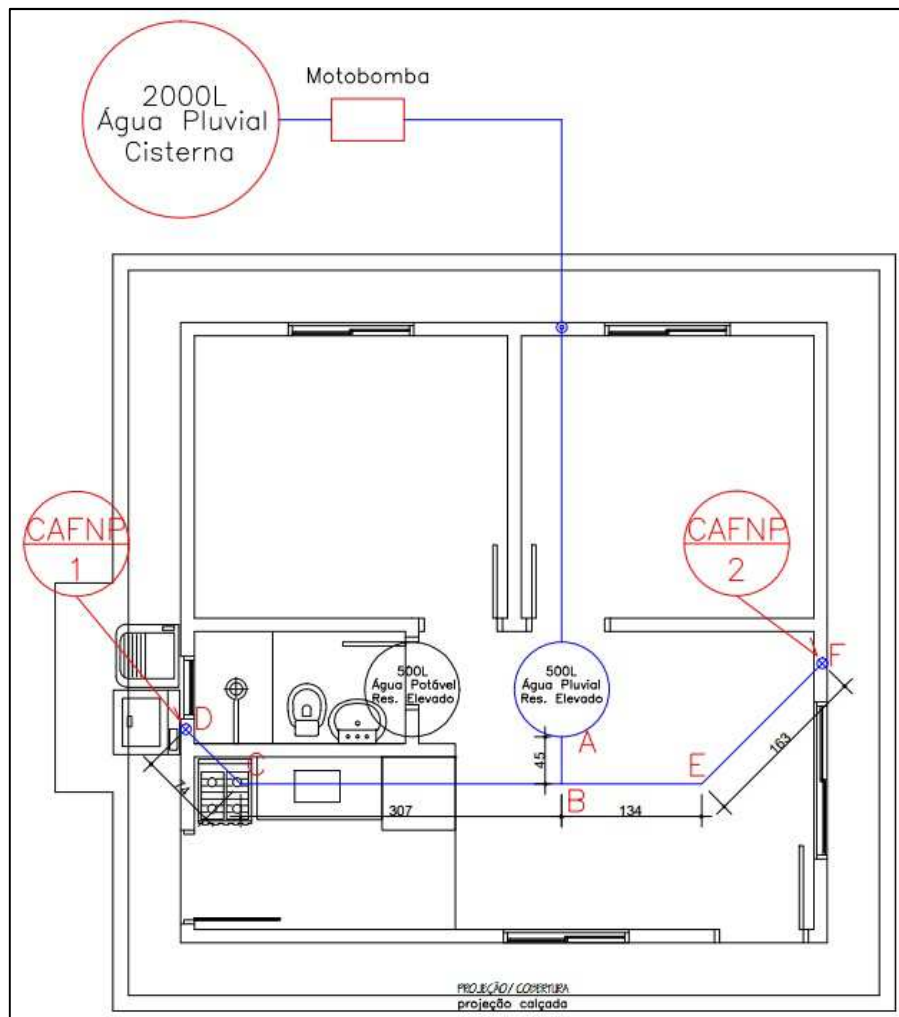 Motobomba
2000L
Água Pluvial
Cisterna
CAFNP
1
CAFNP
2
500L
Água Potável
Res. Elevado
500L
Água Pluvial
Res. Elevado
A
B
C
D
E
F
45
74
307
134
163
PROJEÇÃO/ COBERTURA
projeção calçada